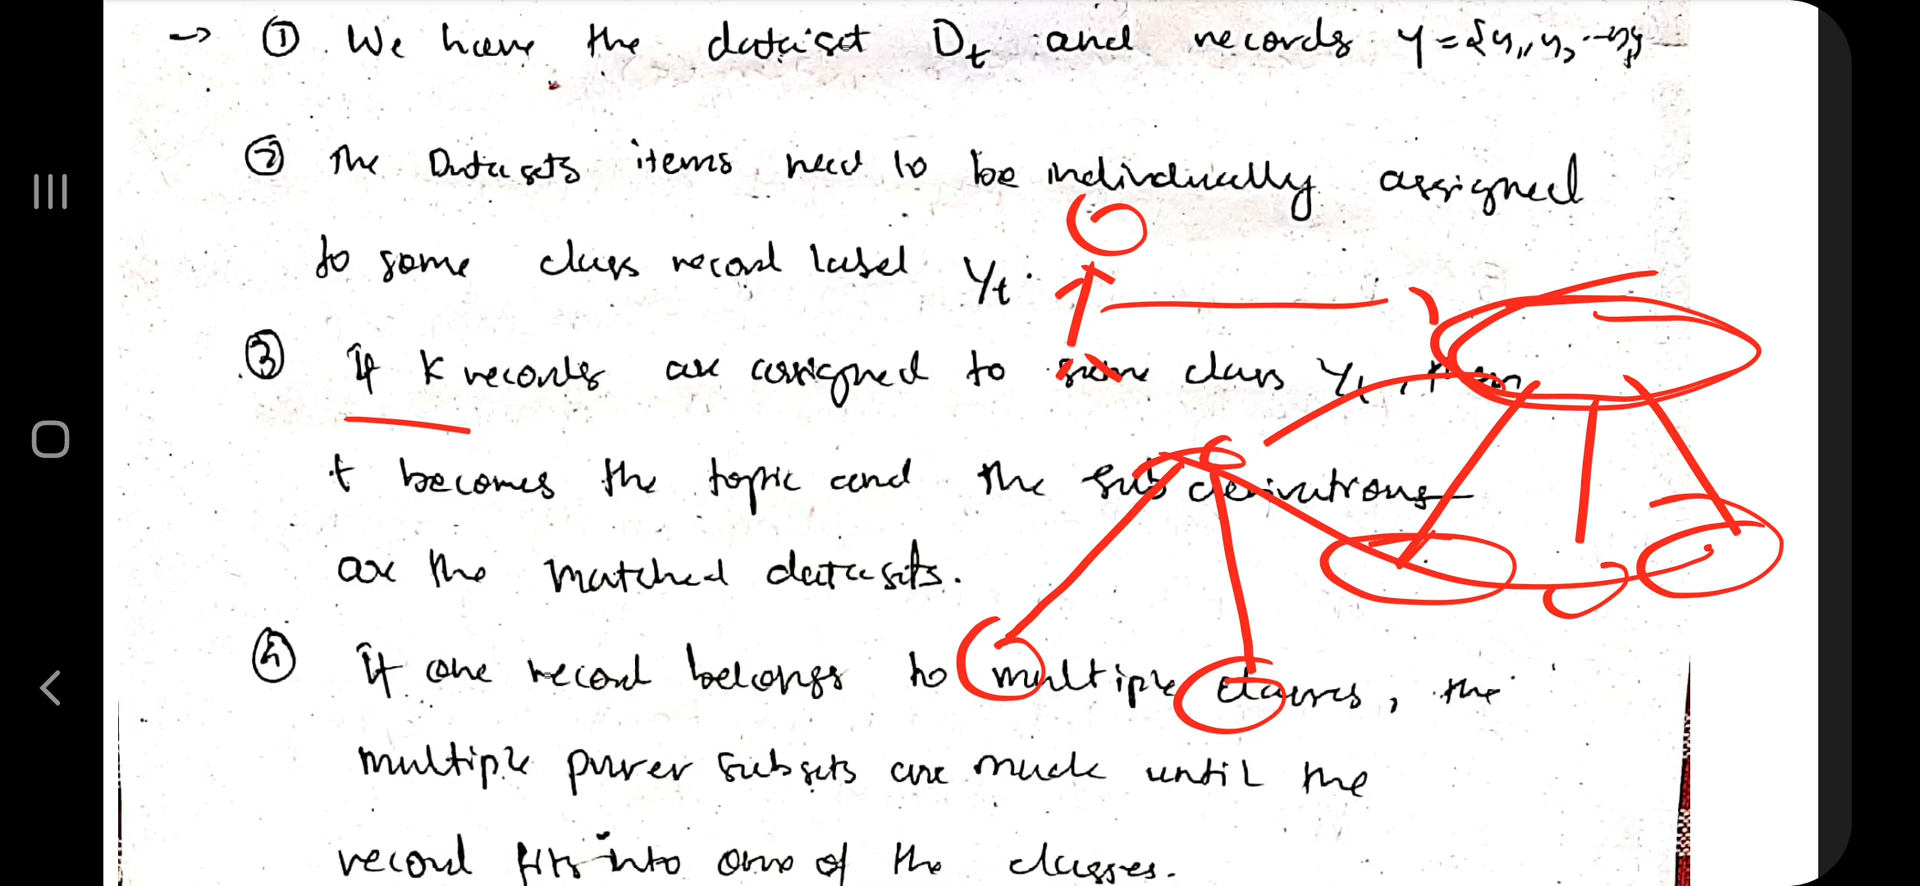 → ① . We have the dataset Dt and records y = {y1, y2
② The Datasets items need to be individually assigned
to some class record label Yt.
③ If K records are assigned to same class Yt, then
t becomes the topic and the sub derivations
are the matched datasets.
④ If one record belongs to multiple classes, the
multiple purer subsets are made until the
record fits into one of the classes.